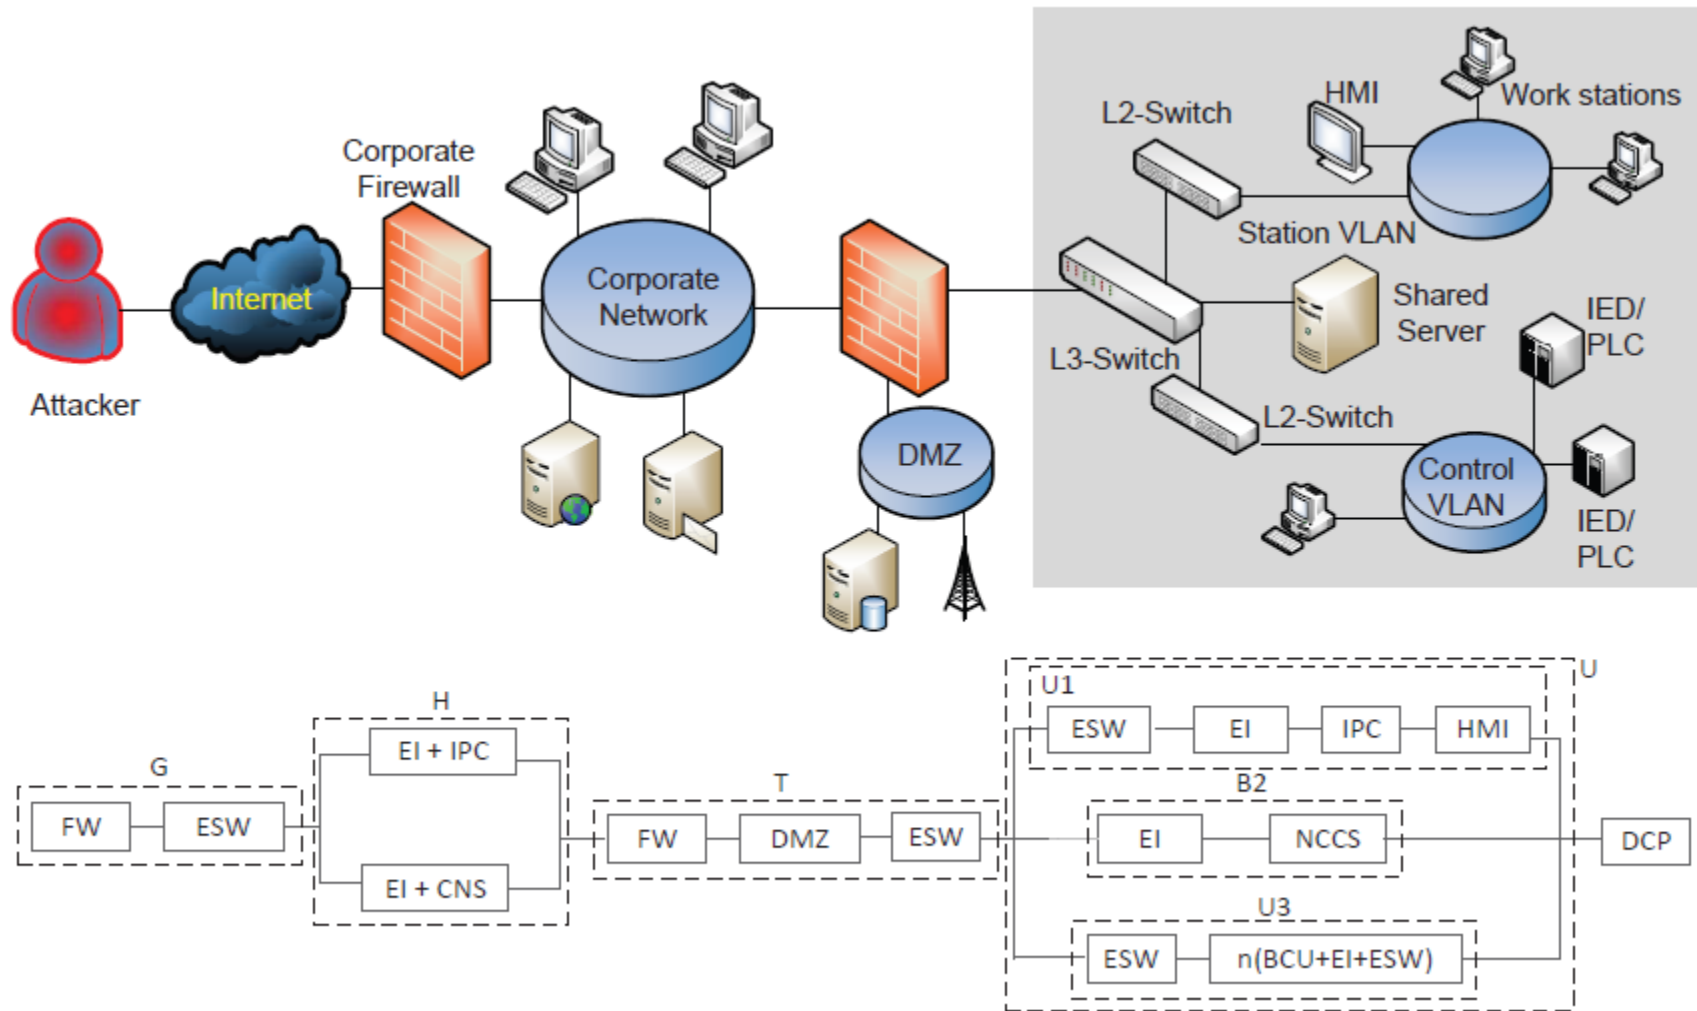 Attacker
Internet
Corporate
Firewall
Corporate
Network
DMZ
L2-Switch
HMI
Work stations
Station VLAN
Shared
Server
L3-Switch
L2-Switch
IED/
PLC
Control
VLAN
IED/
PLC
G
FW
ESW
H
EI + IPC
EI + CNS
T
FW
DMZ
ESW
U
U1
ESW
EI
IPC
HMI
B2
EI
NCCS
U3
ESW
n(BCU+EI+ESW)
DCP